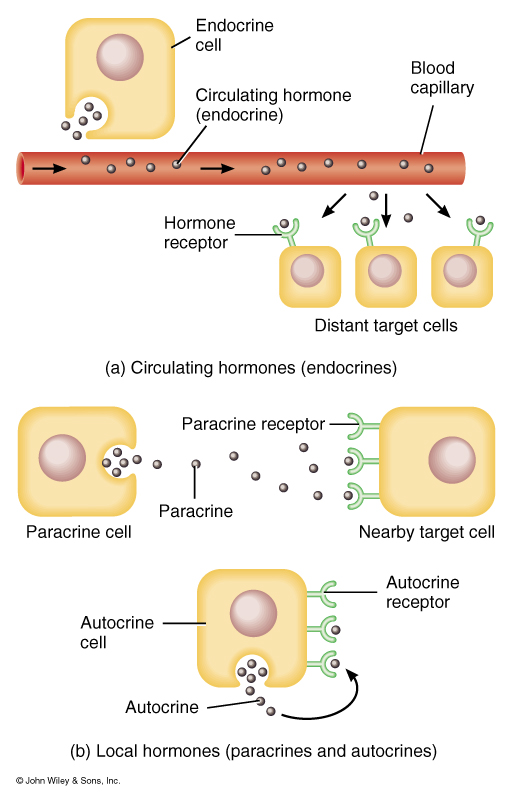 Endocrine
cell
Blood
capillary
Circulating hormone
(endocrine)
Hormone
receptor
Distant target cells
(a) Circulating hormones (endocrines)
Paracrine receptor
Paracrine
Paracrine cell
Nearby target cell
Autocrine
receptor
Autocrine
cell
Autocrine
(b) Local hormones (paracrines and autocrines)
© John Wiley & Sons, Inc.